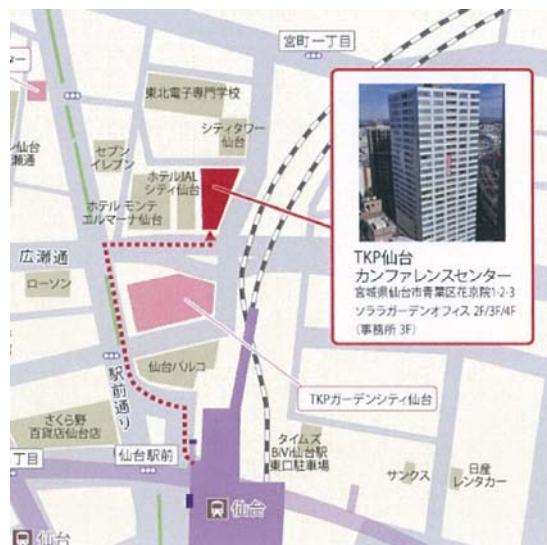 宮町一丁目
東北電子専門学校
シティタワー
仙台
セブン
イレブン
ホテルJAL
シティ仙台
ホテル モンテ
エルマーナ仙台
広瀬通
ローソン
TKP仙台
カンファレンスセンター
宮城県仙台市青葉区花京院1-2-3
ソララガーデンオフィス 2F/3F/4F
(事務所 3F)
仙台パルコ
TKPガーデンシティ仙台
駅前通り
さくら野
百貨店仙台店
丁目
仙台駅前
タイムズ
BiVi仙台駅
東口駐車場
サンクス
日産
レンタカー
仙台
仙台